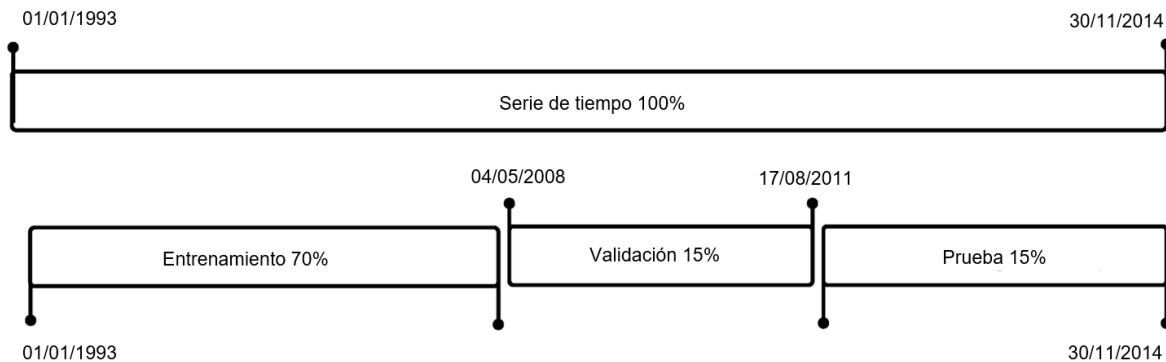 01/01/1993
30/11/2014
Serie de tiempo 100%
04/05/2008
17/08/2011
Entrenamiento 70%
Validación 15%
Prueba 15%
01/01/1993
30/11/2014